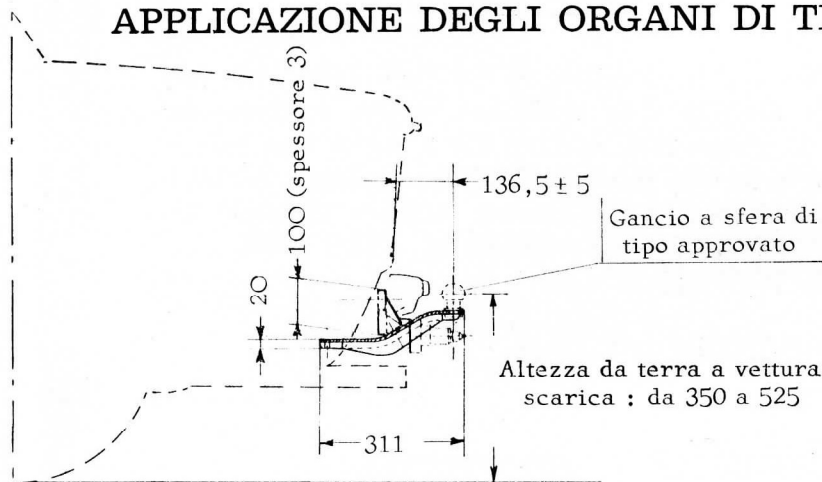 APPLICAZIONE DEGLI ORGANI DI
100 (spessore 3)
136,5 ± 5
Gancio a sfera di
tipo approvato
20
Altezza da terra a vettura
scarica : da 350 a 525
311